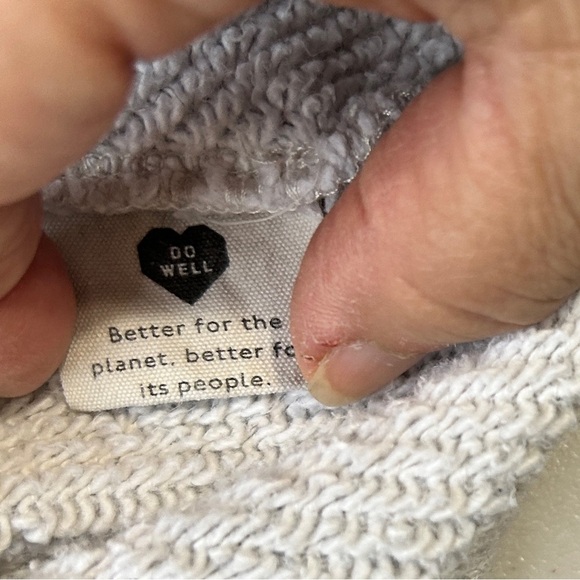 DO
WELL
Better for the
planet, better fo
its people.